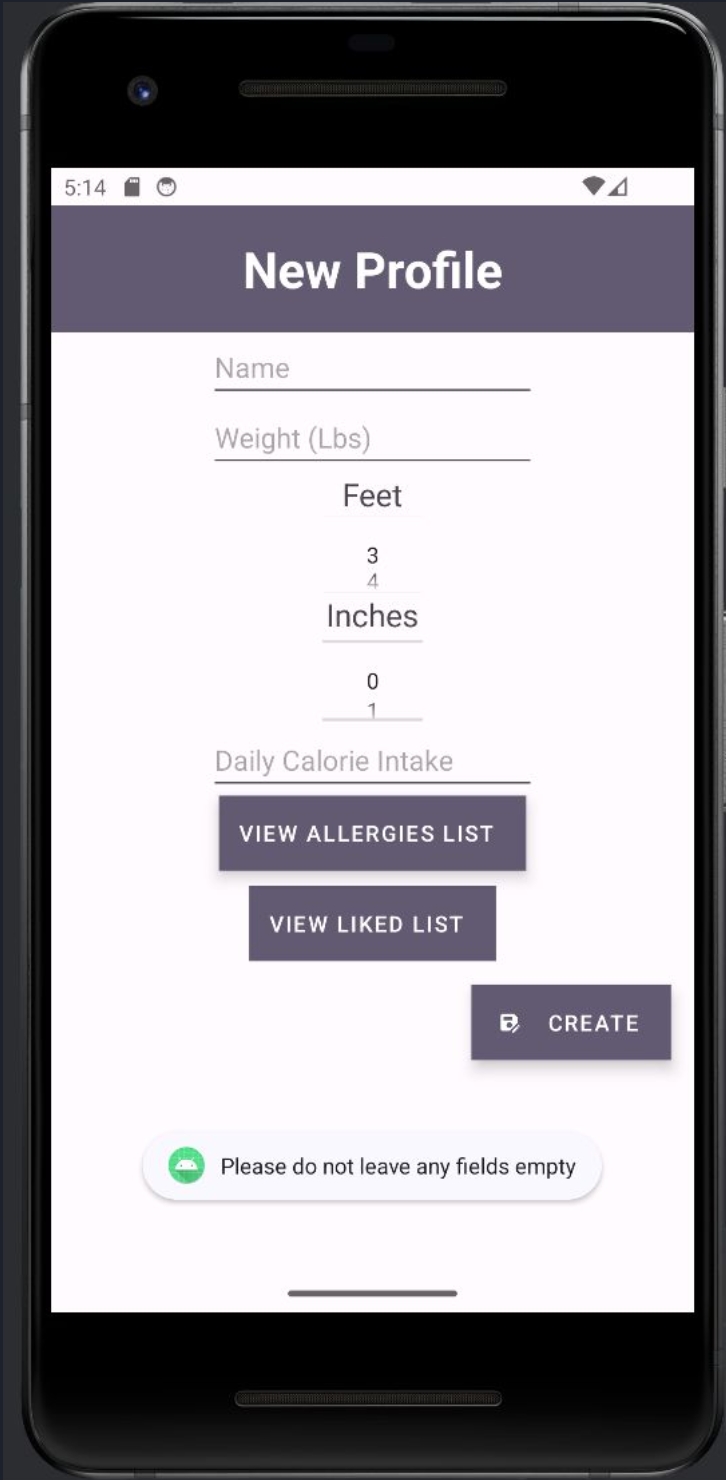 5:14
New Profile
Name
Weight (Lbs)
Feet
3
4
Inches
0
1
Daily Calorie Intake
VIEW ALLERGIES LIST
VIEW LIKED LIST
CREATE
Please do not leave any fields empty